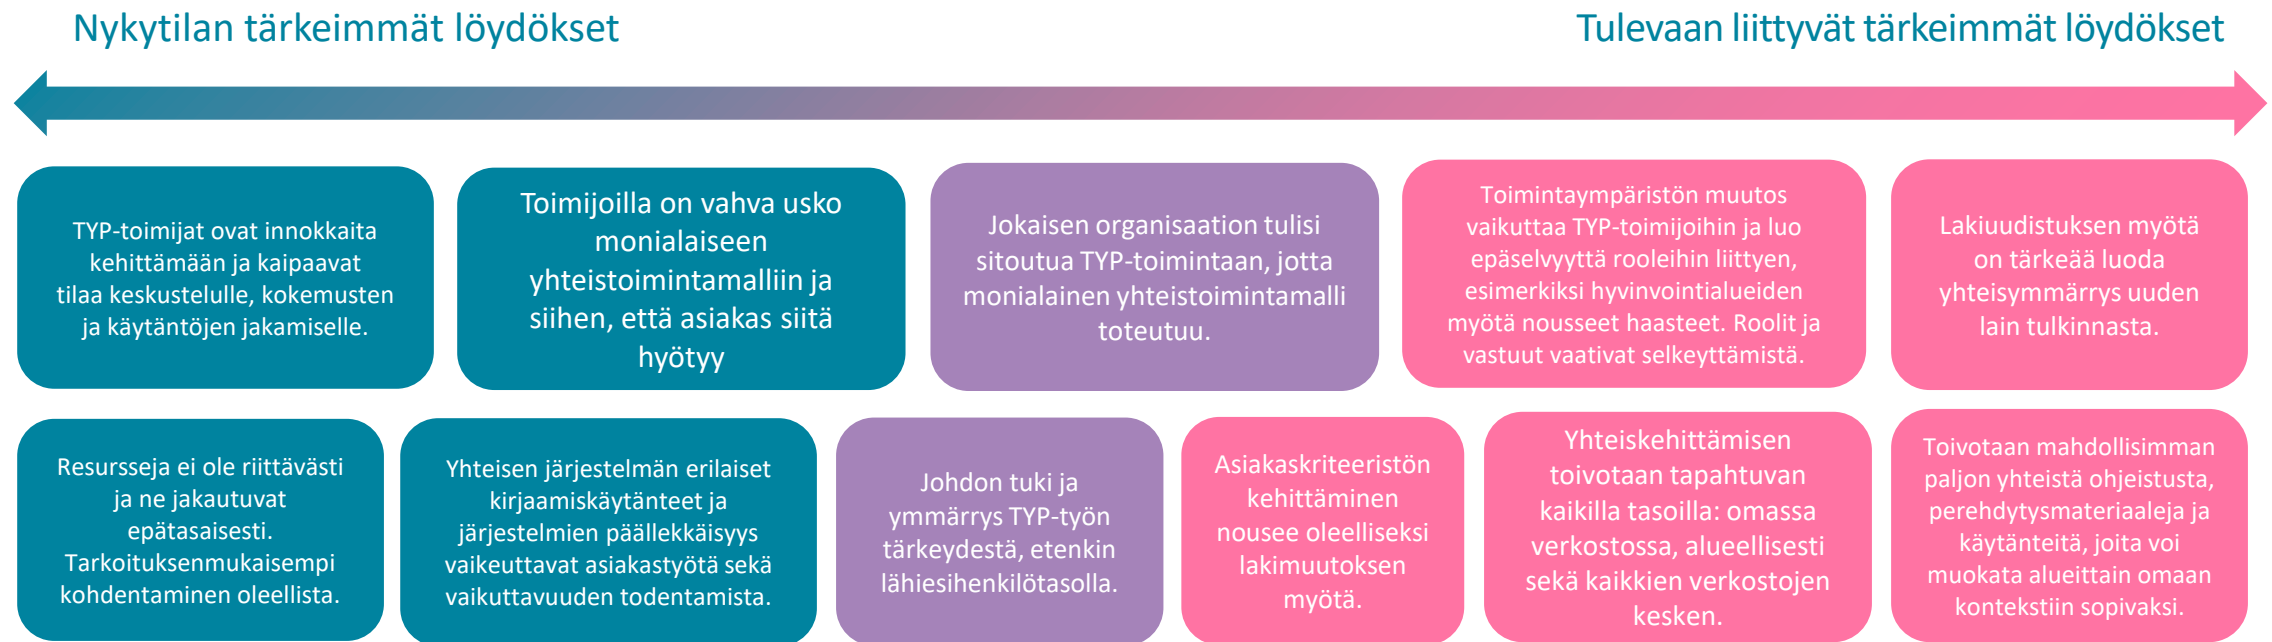 Nykytilan tärkeimmät löydökset
Tulevaan liittyvät tärkeimmät löydökset
TYP-toimijat ovat innokkaita
kehittämään ja kaipaavat
tilaa keskustelulle, kokemusten
ja käytäntöjen jakamiselle.
Toimijoilla on vahva usko
monialaiseen
yhteistoimintamalliin ja
siihen, että asiakas siitä
hyötyy
Jokaisen organisaation tulisi
sitoutua TYP-toimintaan, jotta
monialainen yhteistoimintamalli
toteutuu.
Toimintaympäristön muutos
vaikuttaa TYP-toimijoihin ja luo
epäselvyyttä rooleihin liittyen,
esimerkiksi hyvinvointialueiden
myötä nousseet haasteet. Roolit ja
vastuut vaativat selkeyttämistä.
Lakiuudistuksen myötä
on tärkeää luoda
yhteisymmärrys uuden
lain tulkinnasta.
Resursseja ei ole riittävästi
ja ne jakautuvat
epätasaisesti.
Tarkoituksenmukaisempi
kohdentaminen oleellista.
Yhteisen järjestelmän erilaiset
kirjaamiskäytänteet ja
järjestelmien päällekkäisyys
vaikeuttavat asiakastyötä sekä
vaikuttavuuden todentamista.
Johdon tuki ja
ymmärrys TYP-työn
tärkeydestä, etenkin
lähiesihenkilötasolla.
Asiakaskriteeristön
kehittäminen
nousee oleelliseksi
lakimuutoksen
myötä.
Yhteiskehittämisen
toivotaan tapahtuvan
kaikilla tasoilla: omassa
verkostossa, alueellisesti
sekä kaikkien verkostojen
kesken.
Toivotaan mahdollisimman
paljon yhteistä ohjeistusta,
perehdytysmateriaaleja ja
käytänteitä, joita voi
muokata alueittain omaan
kontekstiin sopivaksi.